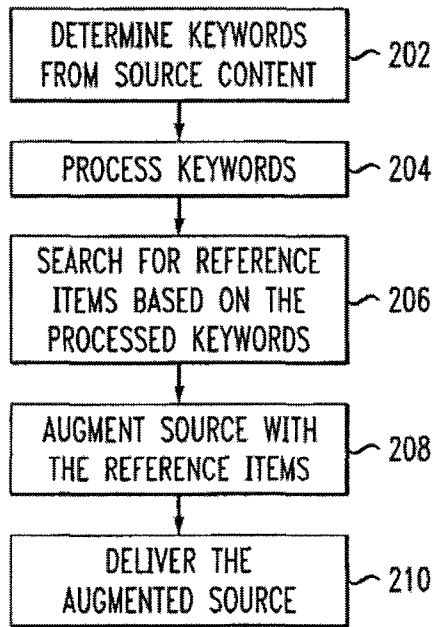 DETERMINE KEYWORDS
FROM SOURCE CONTENT
202
PROCESS KEYWORDS
204
SEARCH FOR REFERENCE
ITEMS BASED ON THE
PROCESSED KEYWORDS
206
AUGMENT SOURCE WITH
THE REFERENCE ITEMS
208
DELIVER THE
AUGMENTED SOURCE
210